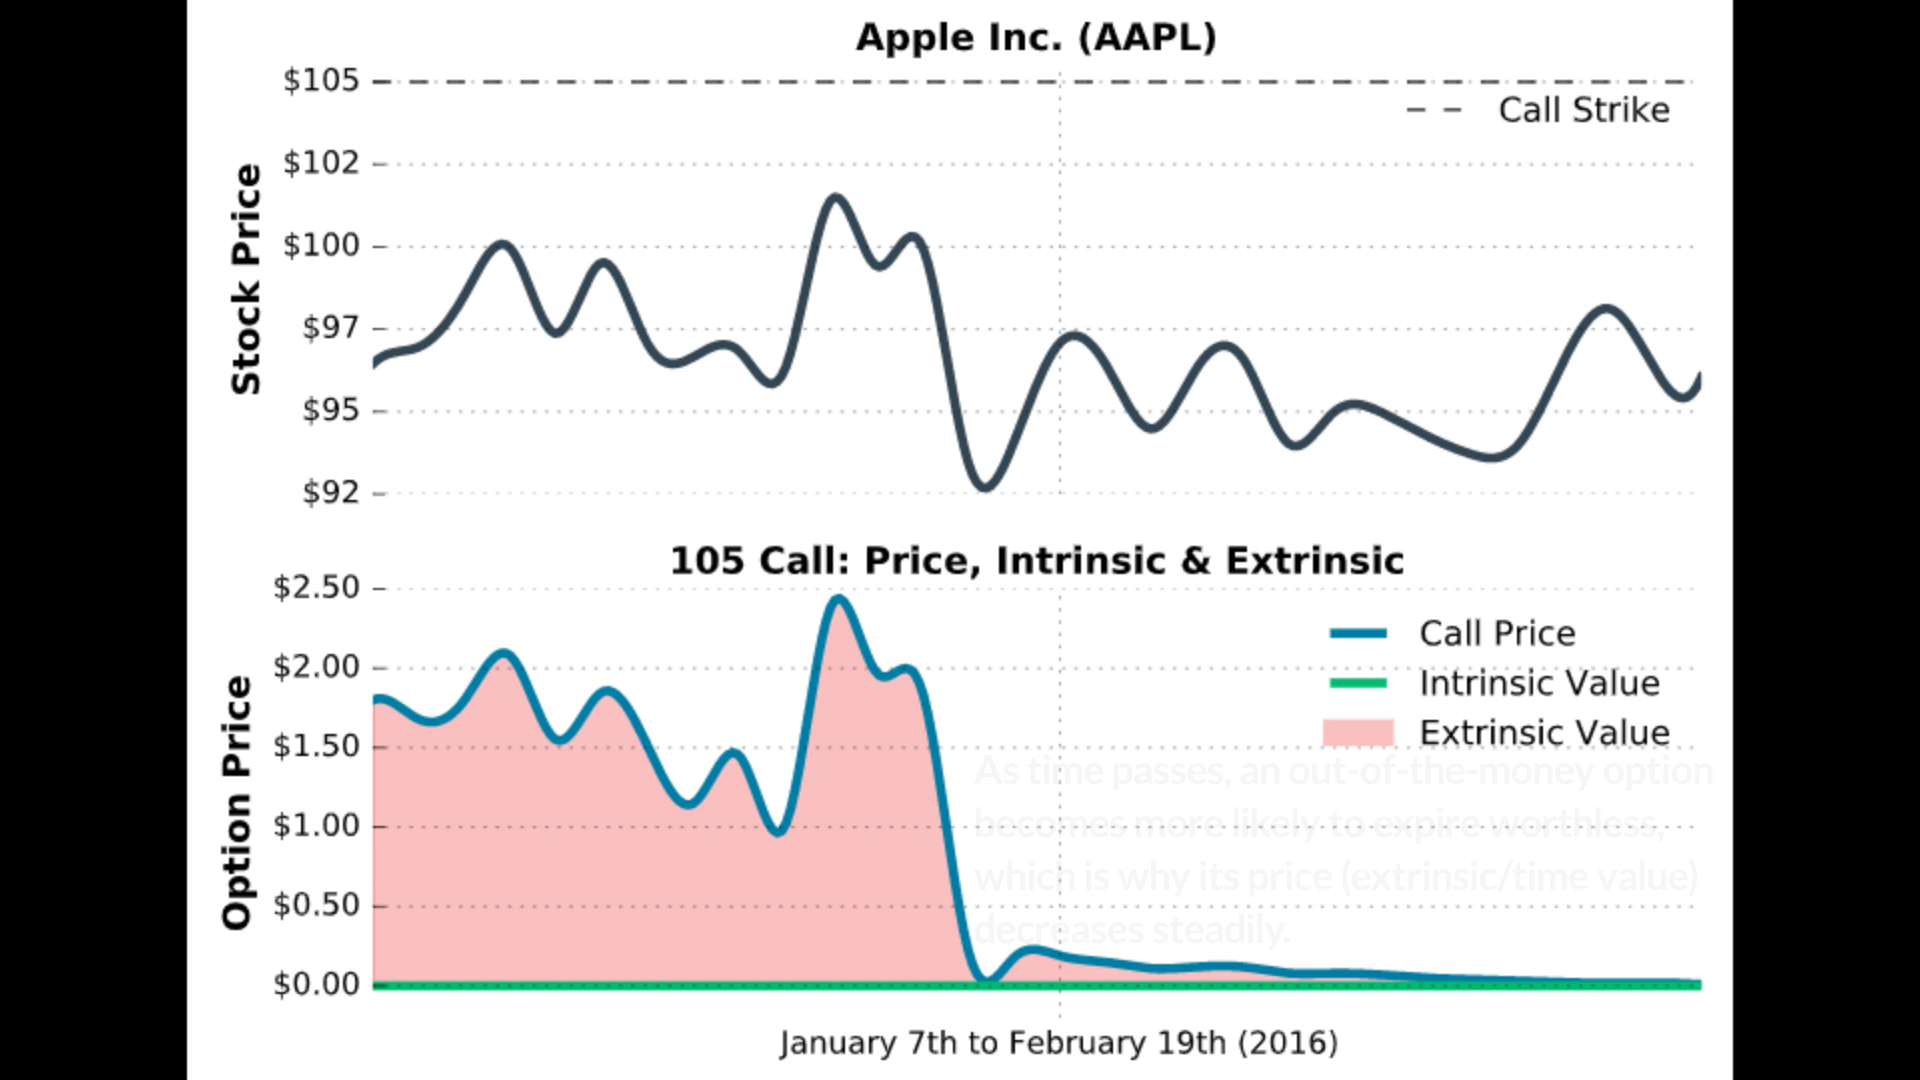 Apple Inc. (AAPL)
$105
Call Strike
$102
$100
$97
$95
$92
Stock Price
105 Call: Price, Intrinsic & Extrinsic
$2.50
$2.00
$1.50
$1.00
$0.50
$0.00
Option Price
Call Price
Intrinsic Value
Extrinsic Value
As time passes, an out-of-the-money option
becomes more likely to expire worthless,
which is why its price (extrinsic/time value)
decreases steadily.
January 7th to February 19th (2016)